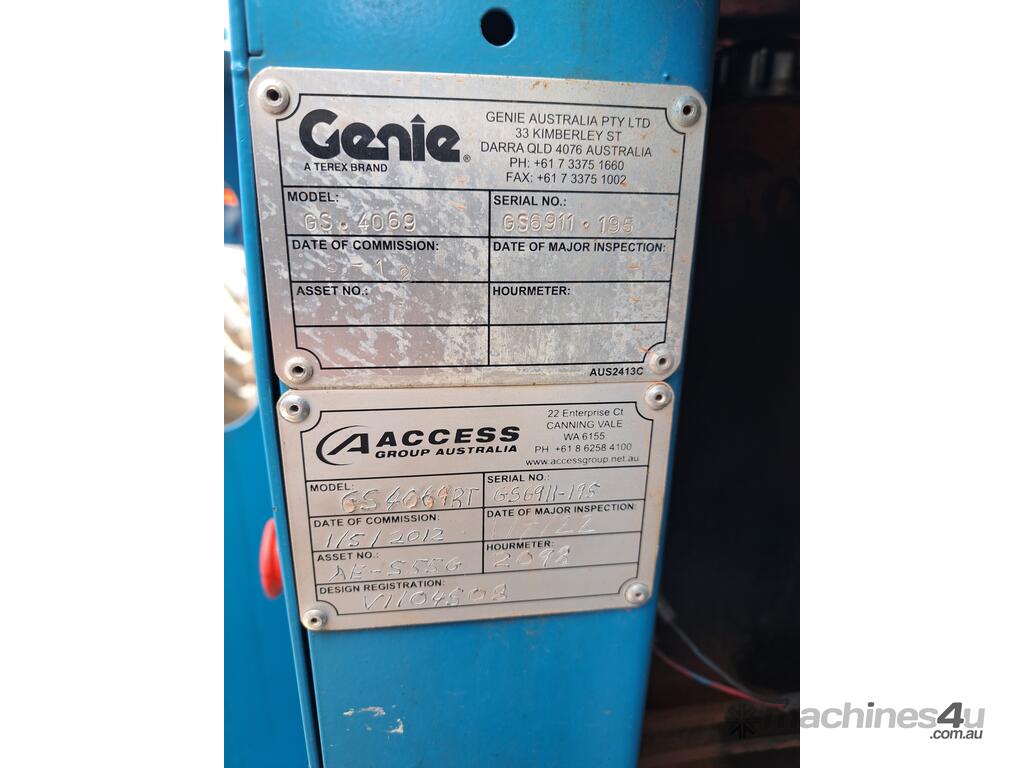 Genie®
A TEREX BRAND
GENIE AUSTRALIA PTY LTD
33 KIMBERLEY ST
DARRA QLD 4076 AUSTRALIA
PH: +61 7 3375 1660
FAX: +61 7 3375 1002
MODEL:
GS.4069
SERIAL NO.:
GS6911.195
DATE OF COMMISSION:
DATE OF MAJOR INSPECTION:
ASSET NO.:
HOURMETER:
AUS2413C
ACCESS
GROUP AUSTRALIA
22 Enterprise Ct
CANNING VALE
WA 6155
PH +61 8 6258 4100
www.accessgroup.net.au
MODEL:
GS4069RT
SERIAL NO.:
GS6911-195
DATE OF COMMISSION:
1/5/2012
DATE OF MAJOR INSPECTION:
ASSET NO.:
HOURMETER:
2098
DESIGN REGISTRATION:
machines4u
.com.au